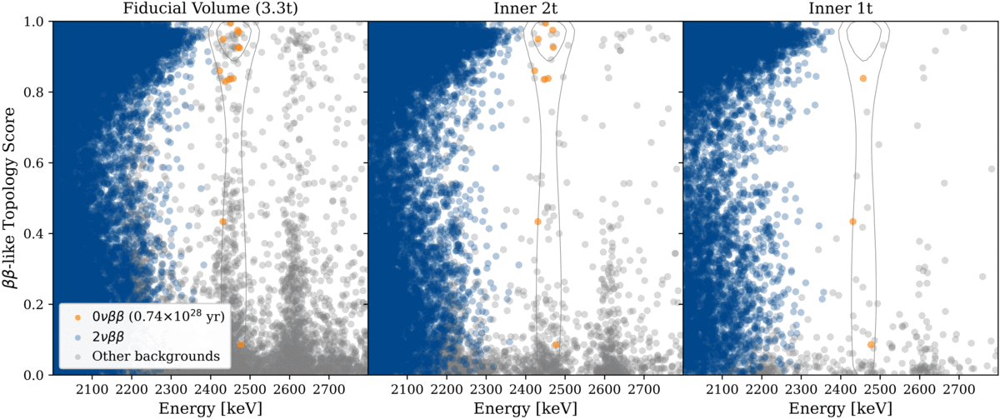 Fiducial Volume (3.3t)
Inner 2t
Inner 1t
ββ-like Topology Score
1.0
0.8
0.6
0.4
0.2
0.0
0νββ (0.74×10²⁸ yr)
2νββ
Other backgrounds
2100 2200 2300 2400 2500 2600 2700
2100 2200 2300 2400 2500 2600 2700
2100 2200 2300 2400 2500 2600 2700
Energy [keV]
Energy [keV]
Energy [keV]